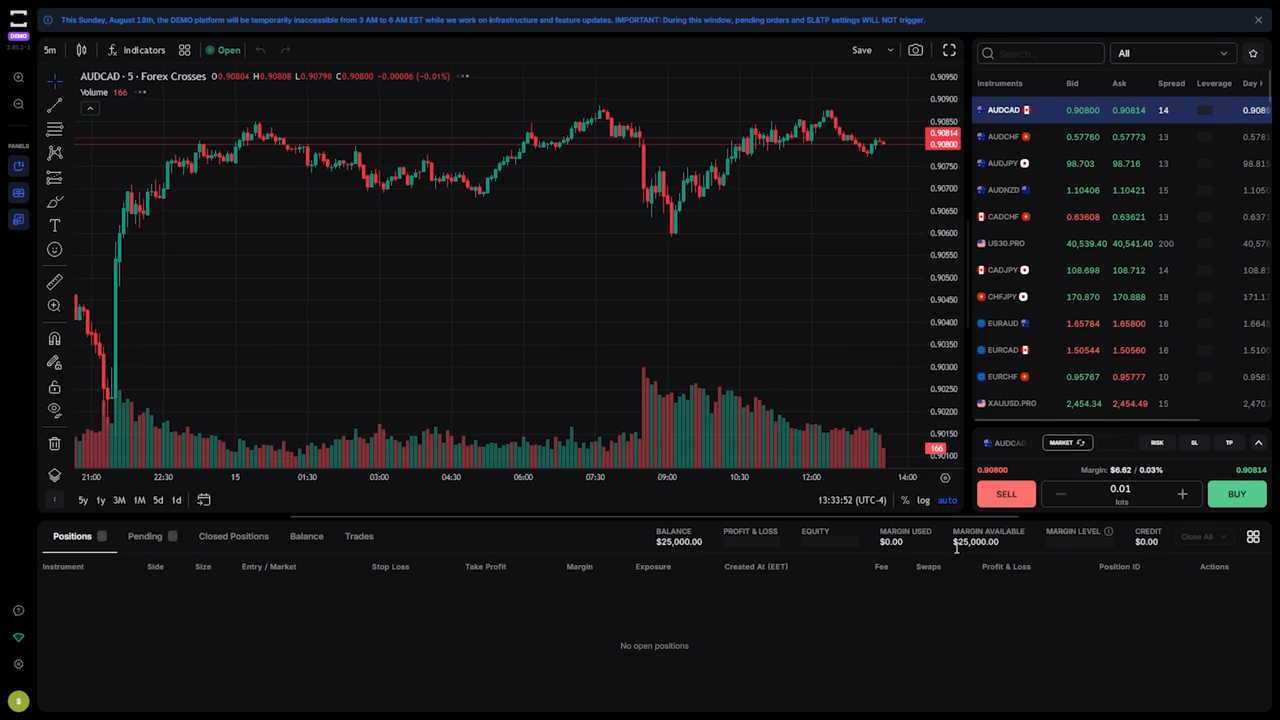 This Sunday, August 18th, the DEMO platform will be temporarily inaccessible from 3 AM to 6 AM EST while we work on infrastructure and feature updates. IMPORTANT: During this window, pending orders and SL&TP settings WILL NOT trigger.
DEMO
5m Indicators Open Save
AUDCAD · 5 · Forex Crosses O0.90804 H0.90808 L0.90798 C0.90800 −0.00006 (−0.01%)
Volume 166
PANELS
0.90950
0.90900
0.90850
0.90814
0.90800
0.90750
0.90700
0.90650
0.90600
0.90550
0.90500
0.90450
0.90400
0.90350
0.90300
0.90250
0.90200
0.90150
166
0.90100
21:00 22:30 15 01:30 03:00 04:30 06:00 07:30 09:00 10:30 12:00 14:00
5y 1y 3M 1M 5d 1d 13:33:52 (UTC-4) % log auto
Search... All
Instruments Bid Ask Spread Leverage Day
AUDCAD 0.90800 0.90814 14 0.9089
AUDCHF 0.57760 0.57773 13 0.578
AUDJPY 98.703 98.716 13 98.815
AUDNZD 1.10406 1.10421 15 1.105
CADCHF 0.63608 0.63621 13 0.637
US30.PRO 40,539.40 40,541.40 200 40,576
CADJPY 108.698 108.712 14 108.8
CHFJPY 170.870 170.888 18 171.1
EURAUD 1.65784 1.65800 16 1.664
EURCAD 1.50544 1.50560 16 1.510
EURCHF 0.95767 0.95777 10 0.958
XAUUSD.PRO 2,454.34 2,454.49 15 2,470
AUDCAD MARKET RISK SL TP
0.90800 Margin: $6.62 / 0.03% 0.90814
SELL 0.01 lots BUY
Positions Pending Closed Positions Balance Trades
BALANCE PROFIT & LOSS EQUITY MARGIN USED MARGIN AVAILABLE MARGIN LEVEL CREDIT Close All
$25,000.00 $0.00 $25,000.00 $0.00
Instrument Side Size Entry / Market Stop Loss Take Profit Margin Exposure Created At (EET) Fee Swaps Profit & Loss Position ID Actions
No open positions
$